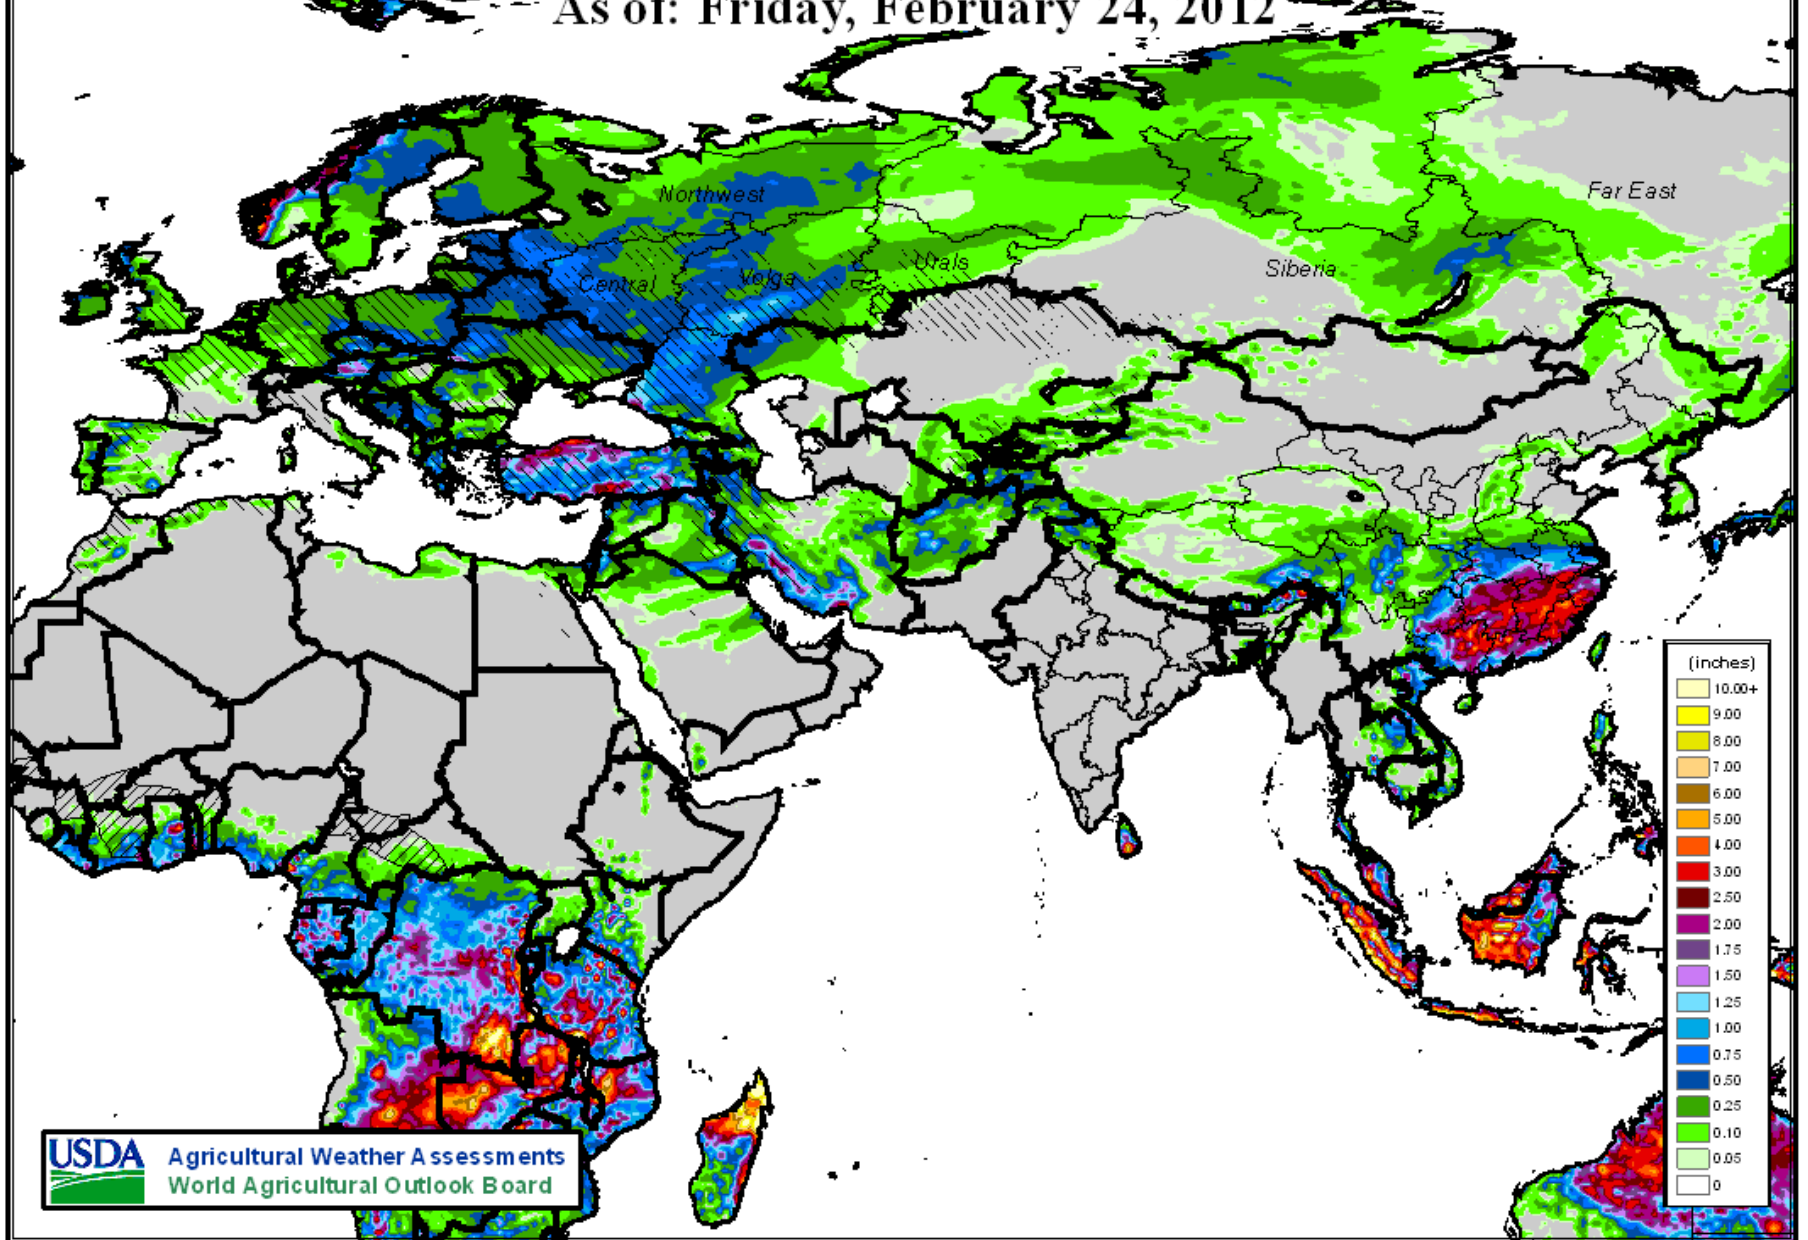 As of: Friday, February 24, 2012
Northwest
Far East
Central
Volga
Urals
Siberia
(inches)
10.00+
9.00
8.00
7.00
6.00
5.00
4.00
3.00
2.50
2.00
1.75
1.50
1.25
1.00
0.75
0.50
0.25
0.10
0.05
0
USDA
Agricultural Weather Assessments
World Agricultural Outlook Board